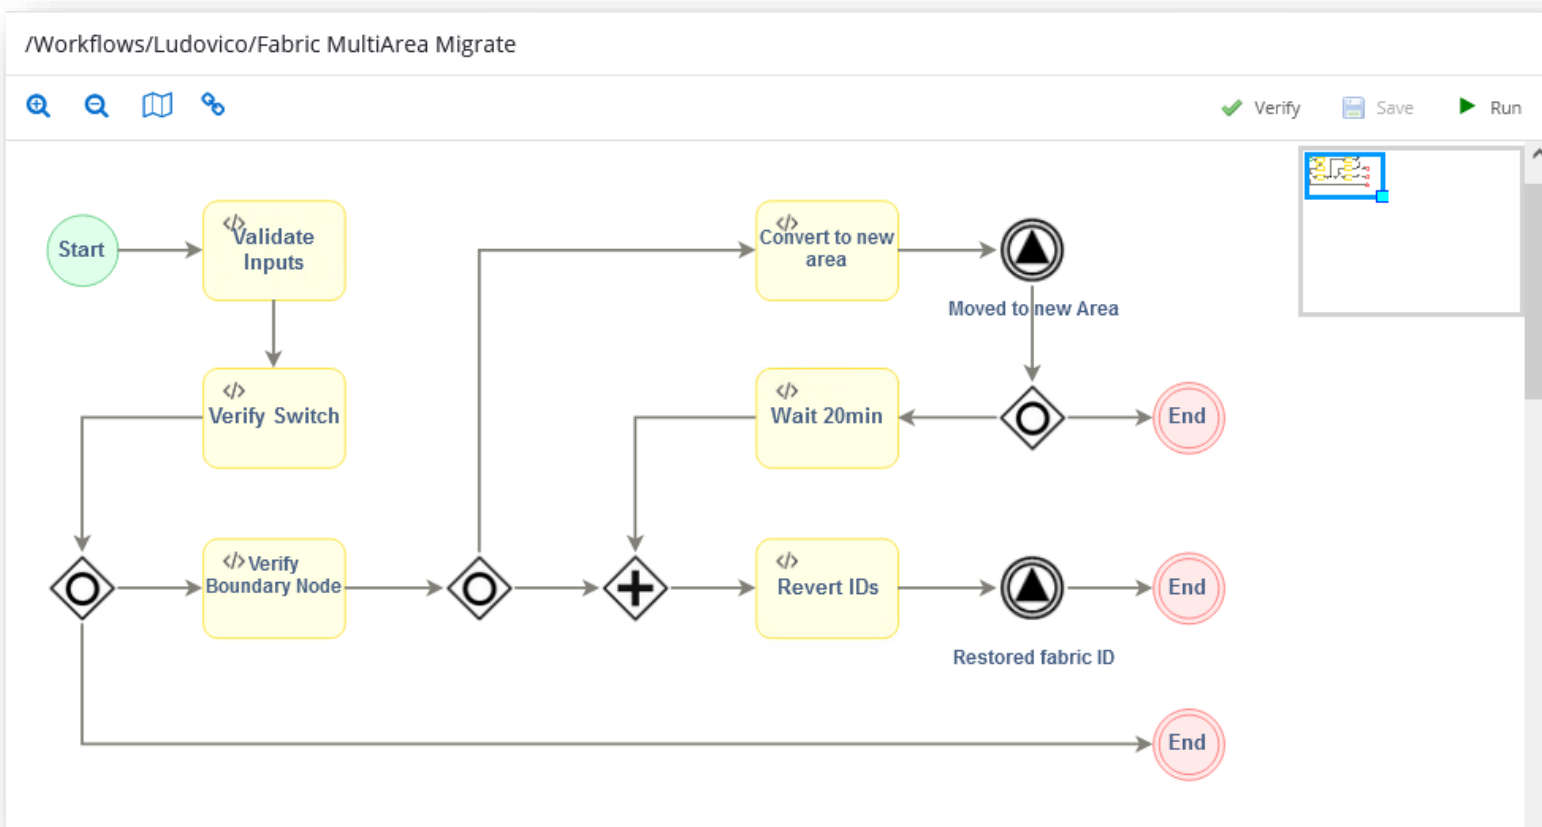 /Workflows/Ludovico/Fabric MultiArea Migrate
Verify
Save
Run
Start
</>
Validate
Inputs
</>
Convert to new
area
Moved to new Area
</>
Verify Switch
</>
Wait 20min
End
</> Verify
Boundary Node
</>
Revert IDs
End
Restored fabric ID
End